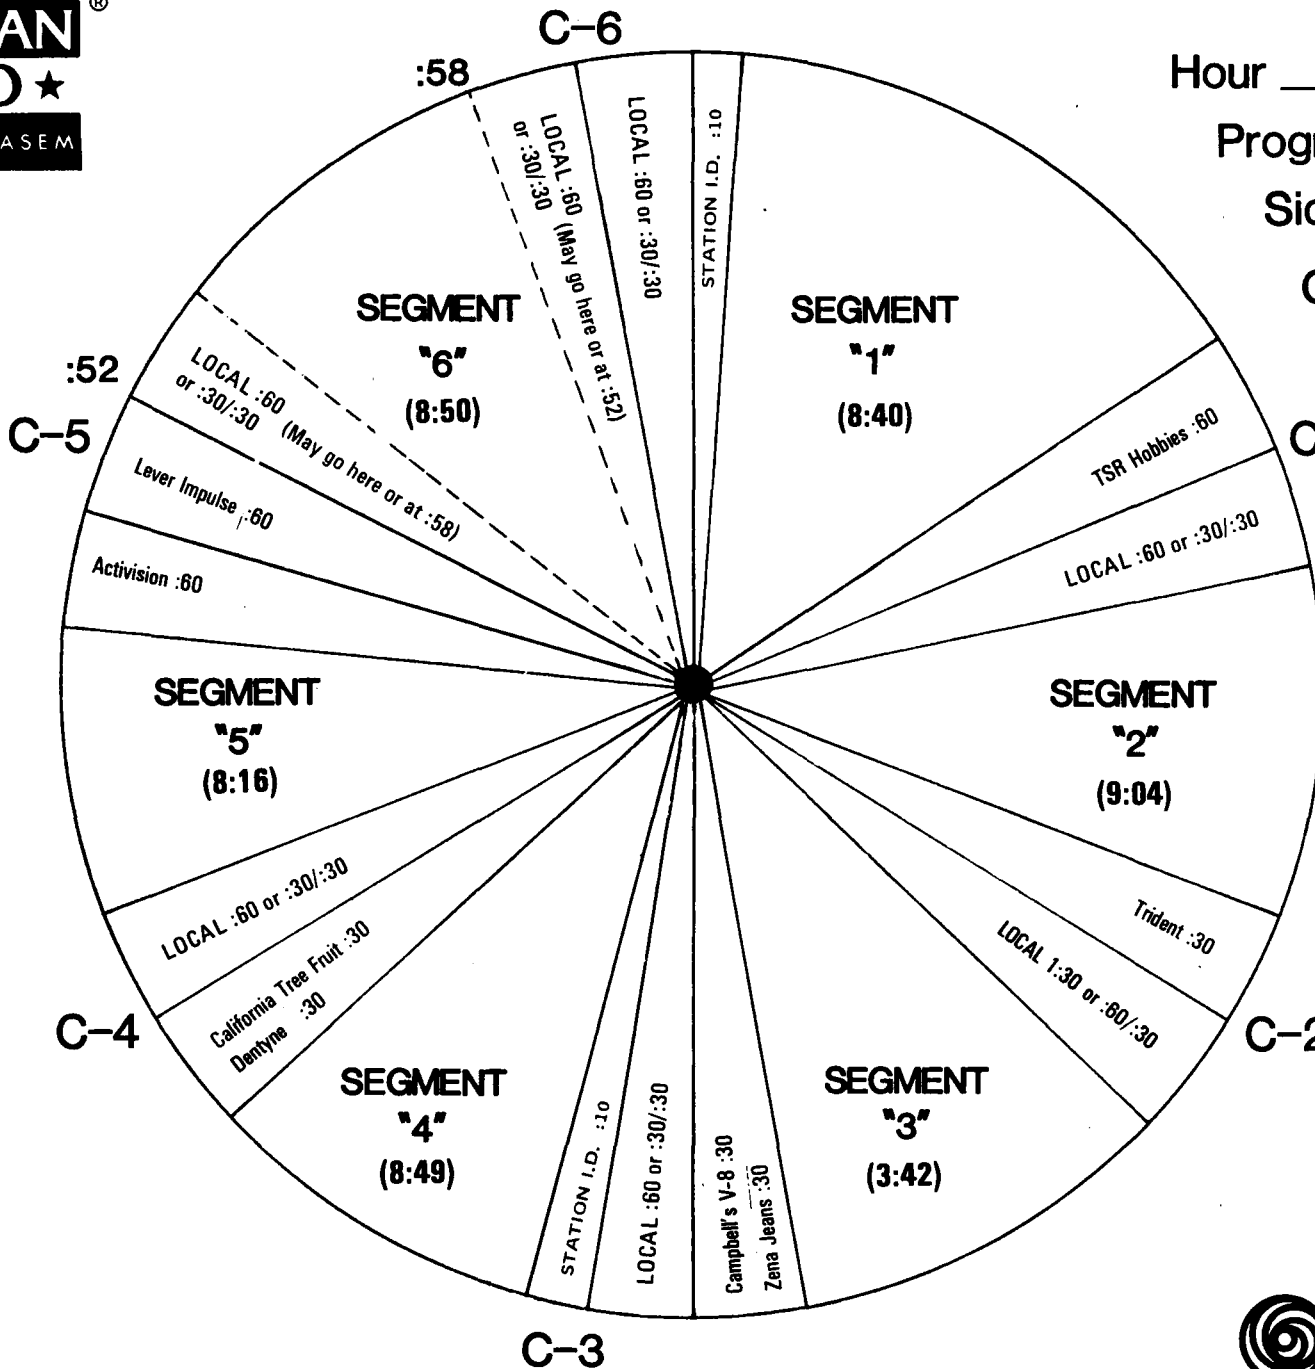 AN ®
O ★
ASEM
Hour
C-6
:58
LOCAL :60
or :30/:30 (May go here or at :52)
LOCAL :60 or :30/:30
STATION I.D. :10
SEGMENT
"1"
(8:40)
TSR Hobbies :60
LOCAL :60 or :30/:30
SEGMENT
"2"
(9:04)
Trident :30
C-2
LOCAL 1:30 or :60/:30
SEGMENT
"3"
(3:42)
Campbell's V-8 :30
Zena Jeans :30
C-3
LOCAL :60 or :30/:30
STATION I.D. :10
SEGMENT
"4"
(8:49)
California Tree Fruit :30
Dentyne :30
C-4
LOCAL :60 or :30/:30
SEGMENT
"5"
(8:16)
Activision :60
Lever Impulse :60
C-5
:52
LOCAL :60
or :30/:30 (May go here or at :58)
SEGMENT
"6"
(8:50)